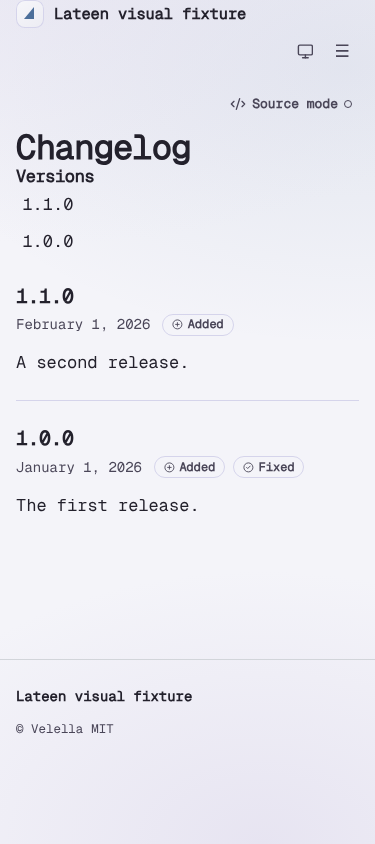 Lateen visual fixture
Source mode
Changelog
Versions
1.1.0
1.0.0
1.1.0
February 1, 2026 Added
A second release.
1.0.0
January 1, 2026 Added Fixed
The first release.
Lateen visual fixture
© Velella MIT